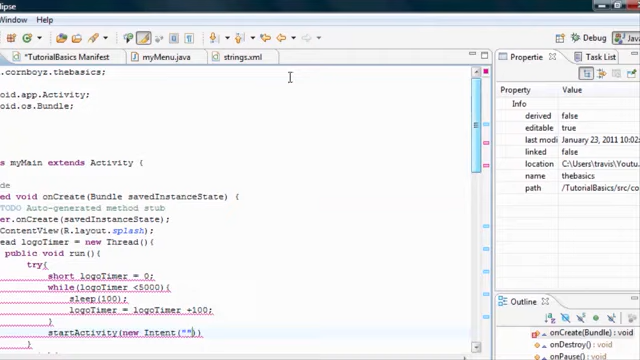 clipse
Window Help
Debug Java
*TutorialBasics Manifest myMenu.java strings.xml
Propertie Task List
.cornboyz.thebasics;
oid.app.Activity;
oid.os.Bundle;
s myMain extends Activity {
de
ed void onCreate(Bundle savedInstanceState) {
TODO Auto-generated method stub
er.onCreate(savedInstanceState);
ContentView(R.layout.splash);
ead logoTimer = new Thread(){
public void run(){
try{
short logoTimer = 0;
while(logoTimer <5000){
sleep(100);
logoTimer = logoTimer +100;
}
startActivity(new Intent(""))
}
Property Value
Info
derived false
editable true
last modi January 23, 2011 10:02
linked false
location C:\Users\travis\Youtu
name thebasics
path /TutorialBasics/src/co
Outline
onCreate(Bundle) : void
onDestroy() : void
onPause() : void